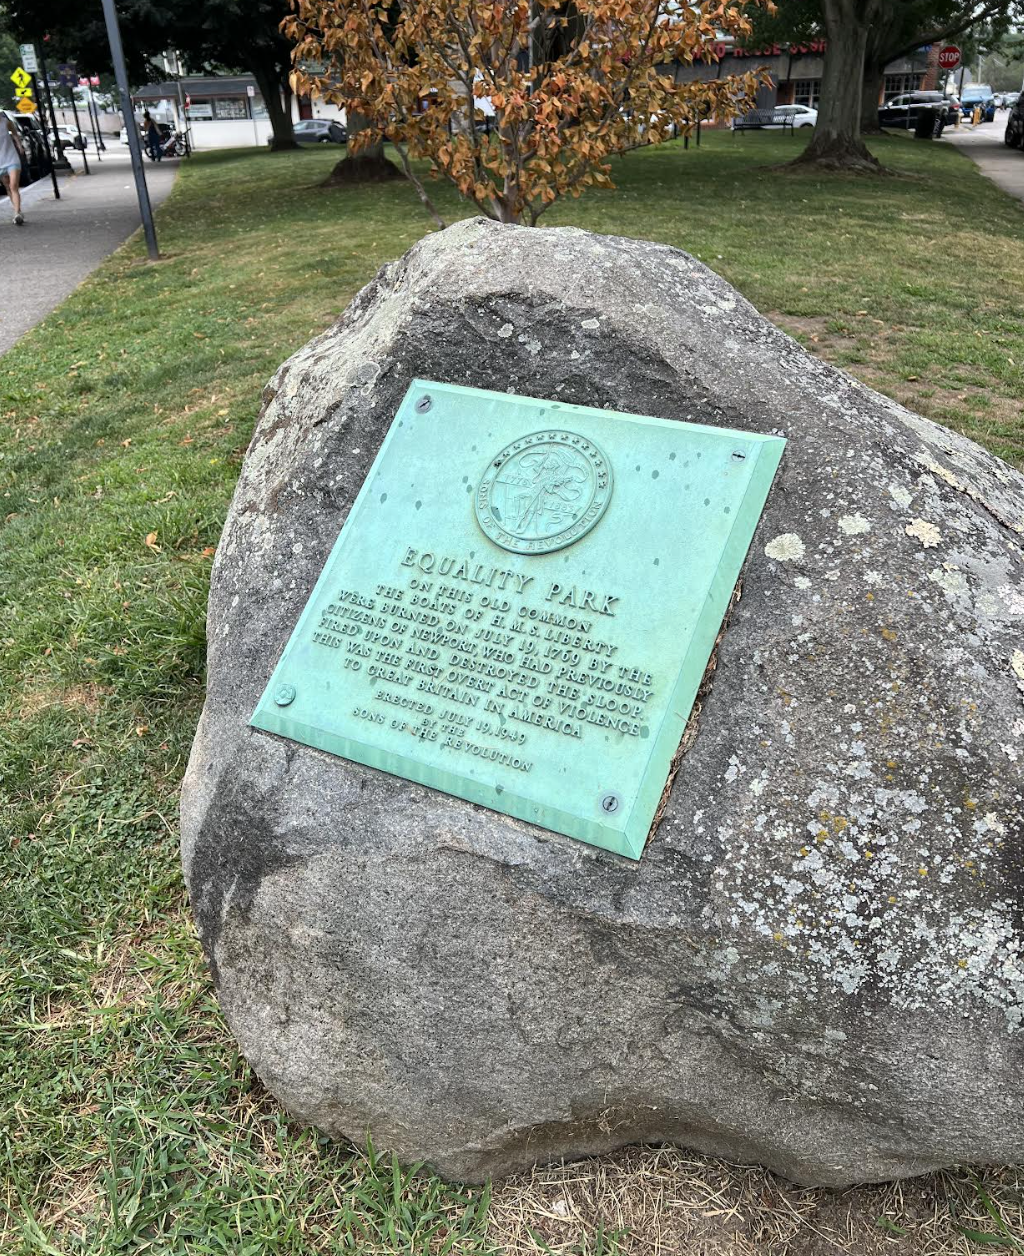 STOP
1775
SONS OF THE REVOLUTION
EQUALITY PARK
ON THIS OLD COMMON
THE BOATS OF H.M.S. LIBERTY
WERE BURNED ON JULY 19, 1769 BY THE
CITIZENS OF NEWPORT, WHO HAD PREVIOUSLY
FIRED UPON AND DESTROYED THE SLOOP.
THIS WAS THE FIRST OVERT ACT OF VIOLENCE
TO GREAT BRITAIN IN AMERICA
ERECTED JULY 19, 1949
BY THE
SONS OF THE REVOLUTION